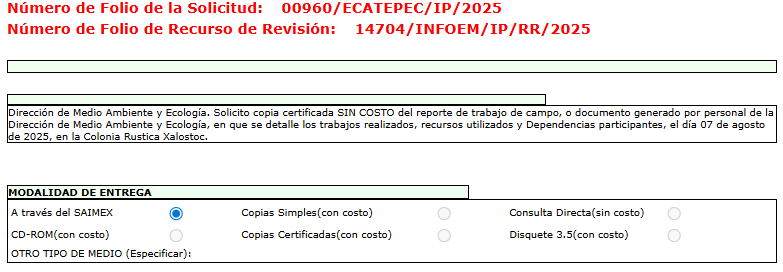 Número de Folio de la Solicitud: 00960/ECATEPEC/IP/2025
Número de Folio de Recurso de Revisión: 14704/INFOEM/IP/RR/2025
Dirección de Medio Ambiente y Ecología. Solicito copia certificada SIN COSTO del reporte de trabajo de campo, o documento generado por personal de la
Dirección de Medio Ambiente y Ecología, en que se detalle los trabajos realizados, recursos utilizados y Dependencias participantes, el día 07 de agosto
de 2025, en la Colonia Rustica Xalostoc.
MODALIDAD DE ENTREGA
A través del SAIMEX Copias Simples(con costo) Consulta Directa(sin costo)
CD-ROM(con costo) Copias Certificadas(con costo) Disquete 3.5(con costo)
OTRO TIPO DE MEDIO (Especificar):